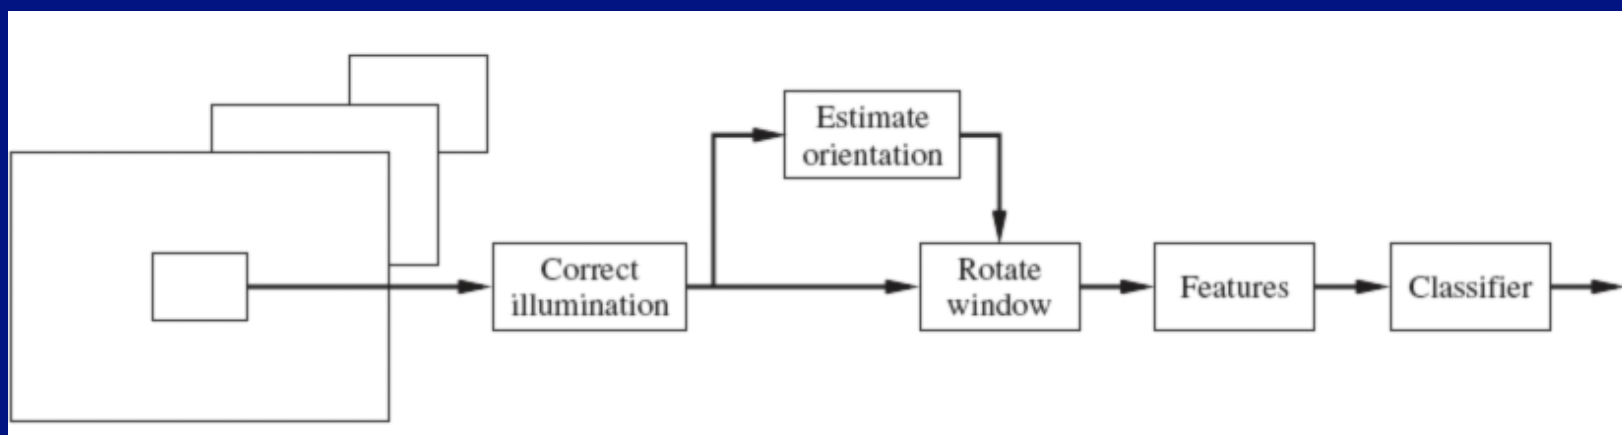 Estimate
orientation
Correct
illumination
Rotate
window
Features
Classifier